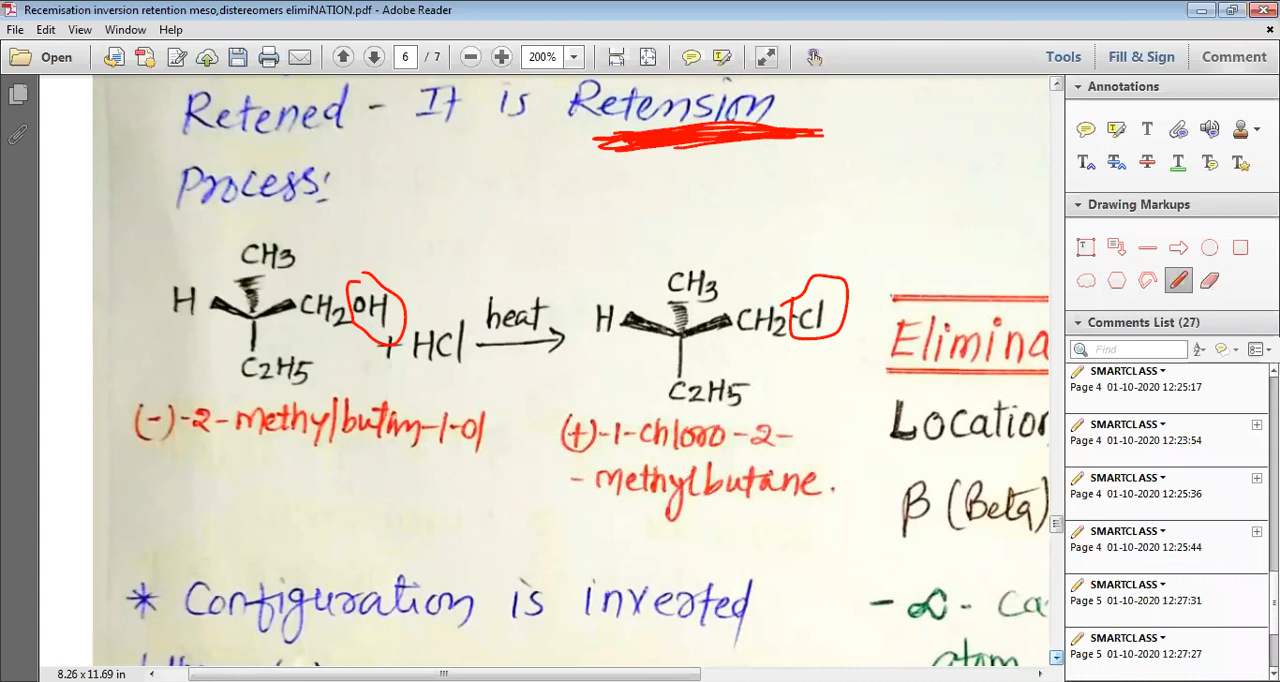 Recemisation inversion retention meso,distereomers elimiNATION.pdf - Adobe Reader
File Edit View Window Help
Open 6 / 7 200% Tools Fill & Sign Comment
Retened - It is Retension
Process:
CH3
H CH2OH
C2H5
+ HCl heat
CH3
H CH2-Cl
C2H5
(-)-2-methylbutan-1-ol
(+)-1-chloro-2-
-methylbutane.
* Configuration is inverted
Elimina
Location
β (Beta)
- ∝ - Ca
atom
Annotations
Drawing Markups
Comments List (27)
Find
SMARTCLASS
Page 4 01-10-2020 12:25:17
SMARTCLASS
Page 4 01-10-2020 12:23:54
SMARTCLASS
Page 4 01-10-2020 12:25:36
SMARTCLASS
Page 4 01-10-2020 12:25:44
SMARTCLASS
Page 5 01-10-2020 12:27:31
SMARTCLASS
Page 5 01-10-2020 12:27:27
8.26 x 11.69 in